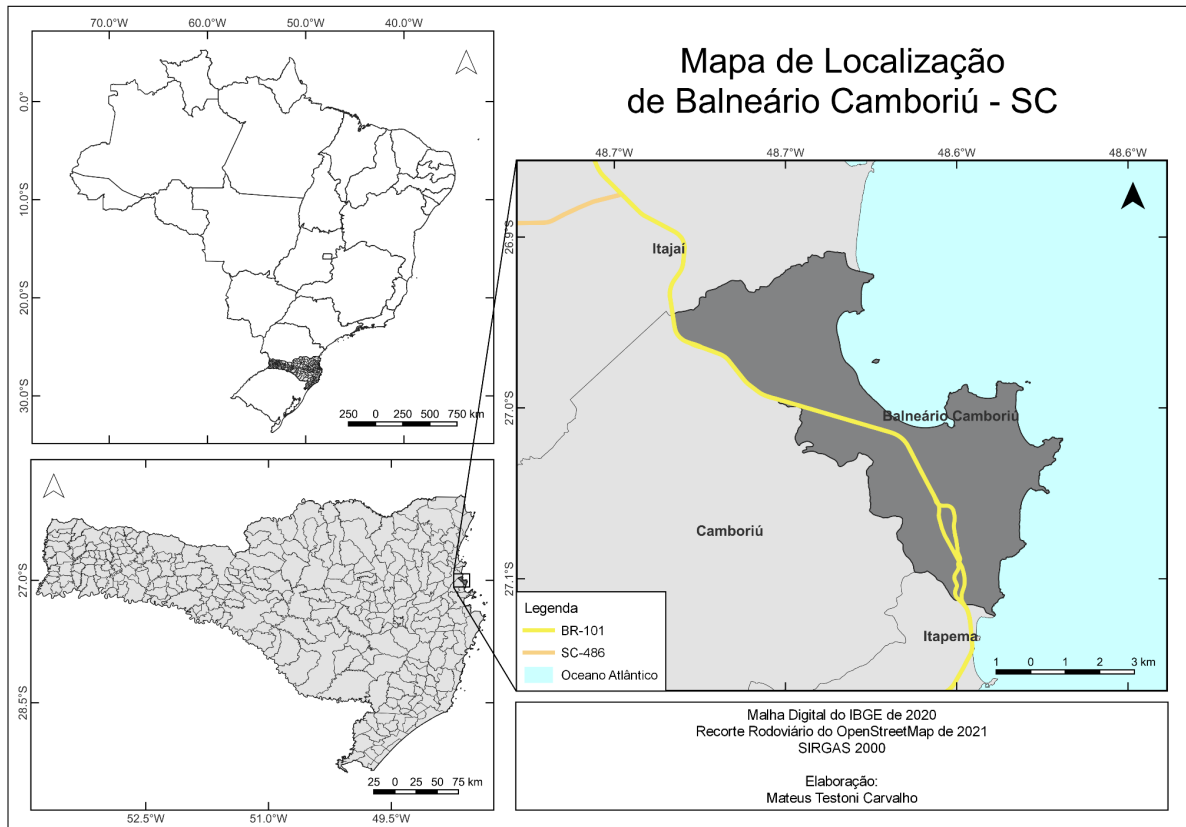 Mapa de Localização
de Balneário Camboriú - SC
70.0°W 60.0°W 50.0°W 40.0°W
0.0°
10.0°S
20.0°S
30.0°S
250 0 250 500 750 km
27.0°S
28.5°S
25 0 25 50 75 km
52.5°W 51.0°W 49.5°W
48.7°W 48.7°W 48.6°W 48.6°W
26.9°S
27.0°S
27.1°S
Itajaí
Balneário Camboriú
Camboriú
Itapema
Legenda
BR-101
SC-486
Oceano Atlântico
1 0 1 2 3 km
Malha Digital do IBGE de 2020
Recorte Rodoviário do OpenStreetMap de 2021
SIRGAS 2000
Elaboração:
Mateus Testoni Carvalho